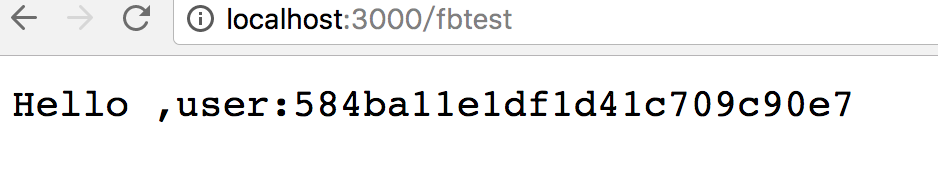 localhost:3000/fbtest
Hello ,user:584ba11e1df1d41c709c90e7